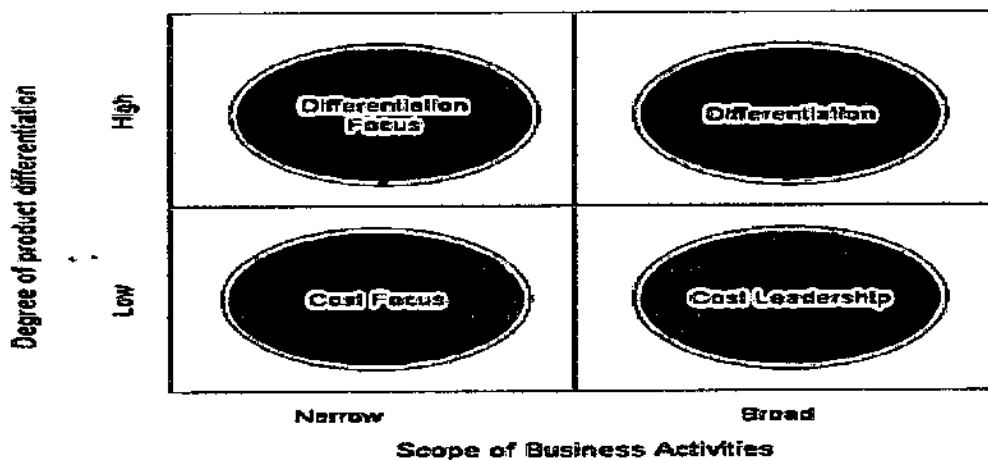 Degree of product differentiation
High
Low
Differentiation
Focus
Differentiation
Cost Focus
Cost Leadership
Narrow
Broad
Scope of Business Activities